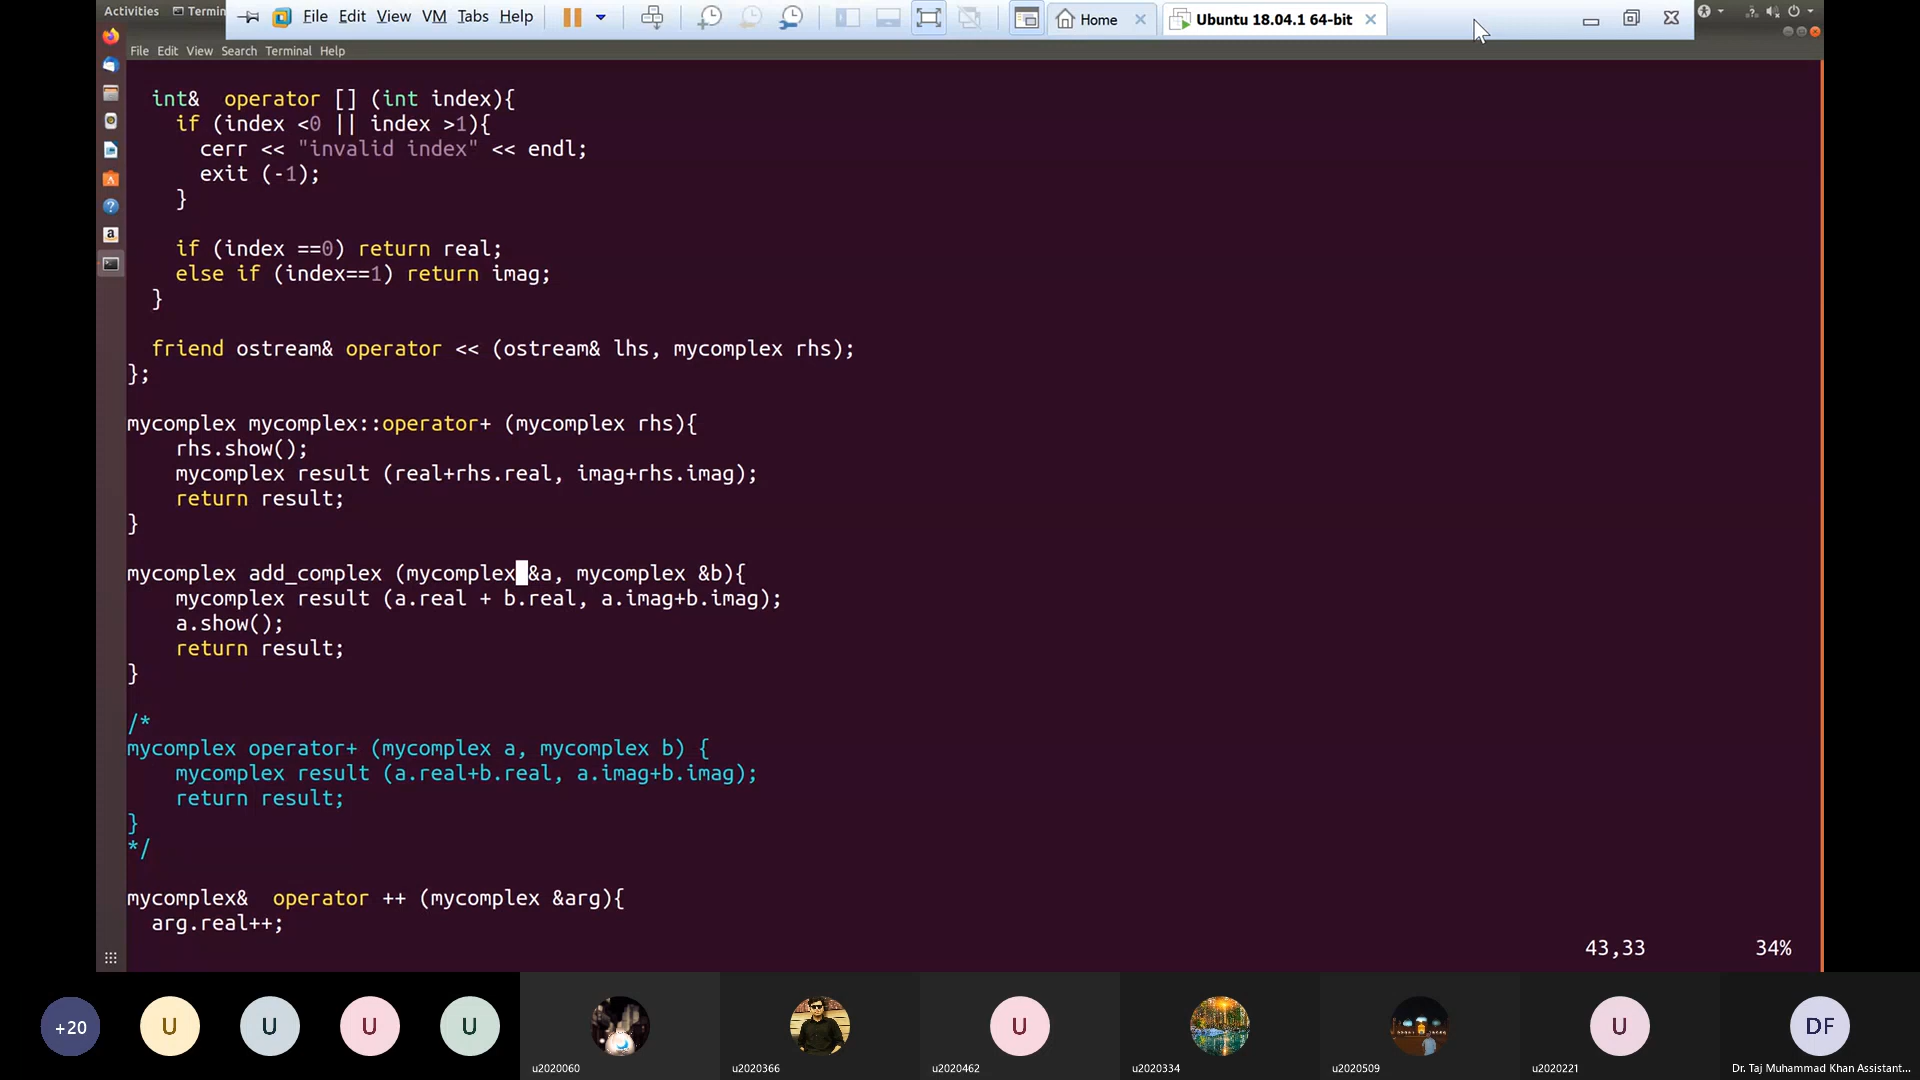 Activities
Termin
File Edit View VM Tabs Help
Home
Ubuntu 18.04.1 64-bit
File Edit View Search Terminal Help
int&  operator [] (int index){
if (index <0 || index >1){
cerr << "invalid index" << endl;
exit (-1);
}
if (index ==0) return real;
else if (index==1) return imag;
}
friend ostream& operator << (ostream& lhs, mycomplex rhs);
};
mycomplex mycomplex::operator+ (mycomplex rhs){
rhs.show();
mycomplex result (real+rhs.real, imag+rhs.imag);
return result;
}
mycomplex add_complex (mycomplex &a, mycomplex &b){
mycomplex result (a.real + b.real, a.imag+b.imag);
a.show();
return result;
}
/*
mycomplex operator+ (mycomplex a, mycomplex b) {
mycomplex result (a.real+b.real, a.imag+b.imag);
return result;
}
*/
mycomplex&  operator ++ (mycomplex &arg){
arg.real++;
43,33 34%
+20 U U U U U U DF
u2020060 u2020366 u2020462 u2020334 u2020509 u2020221 Dr. Taj Muhammad Khan Assistant...